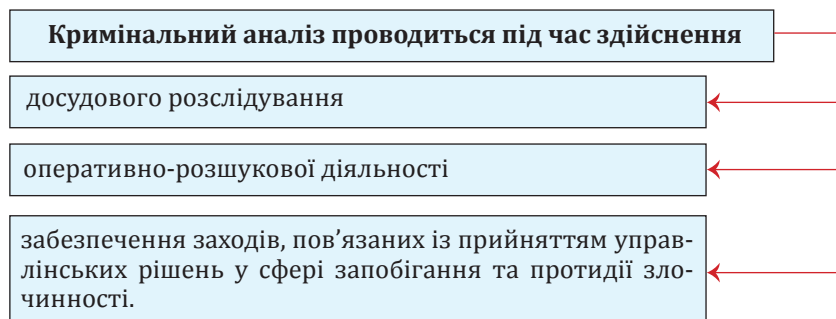 Кримінальний аналіз проводиться під час здійснення
досудового розслідування
оперативно-розшукової діяльності
забезпечення заходів, пов’язаних із прийняттям управ-
лінських рішень у сфері запобігання та протидії зло-
чинності.